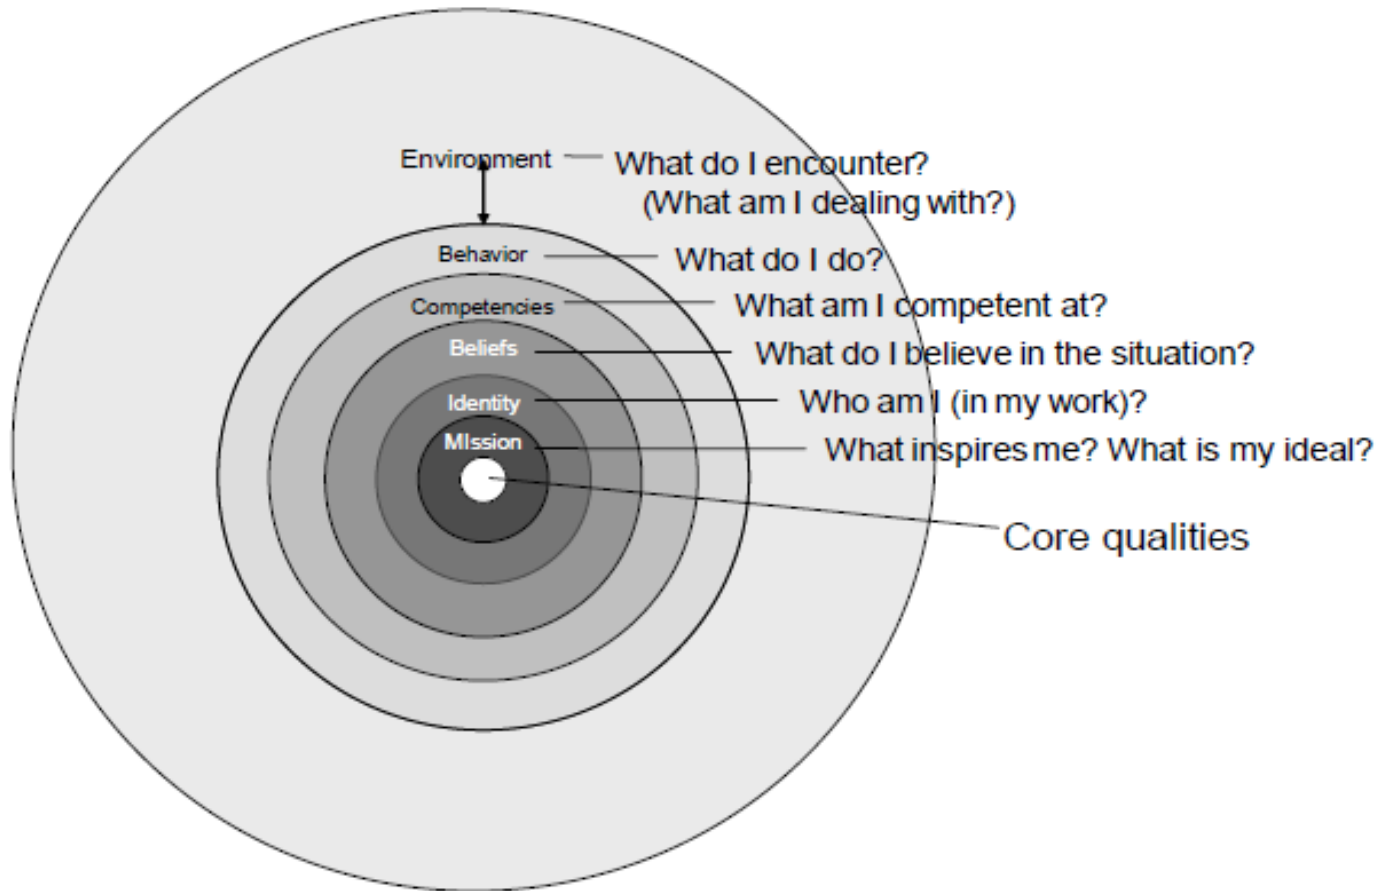 Environment What do I encounter?
(What am I dealing with?)
Behavior What do I do?
Competencies What am I competent at?
Beliefs What do I believe in the situation?
Identity Who am I (in my work)?
MIssion What inspires me? What is my ideal?
Core qualities